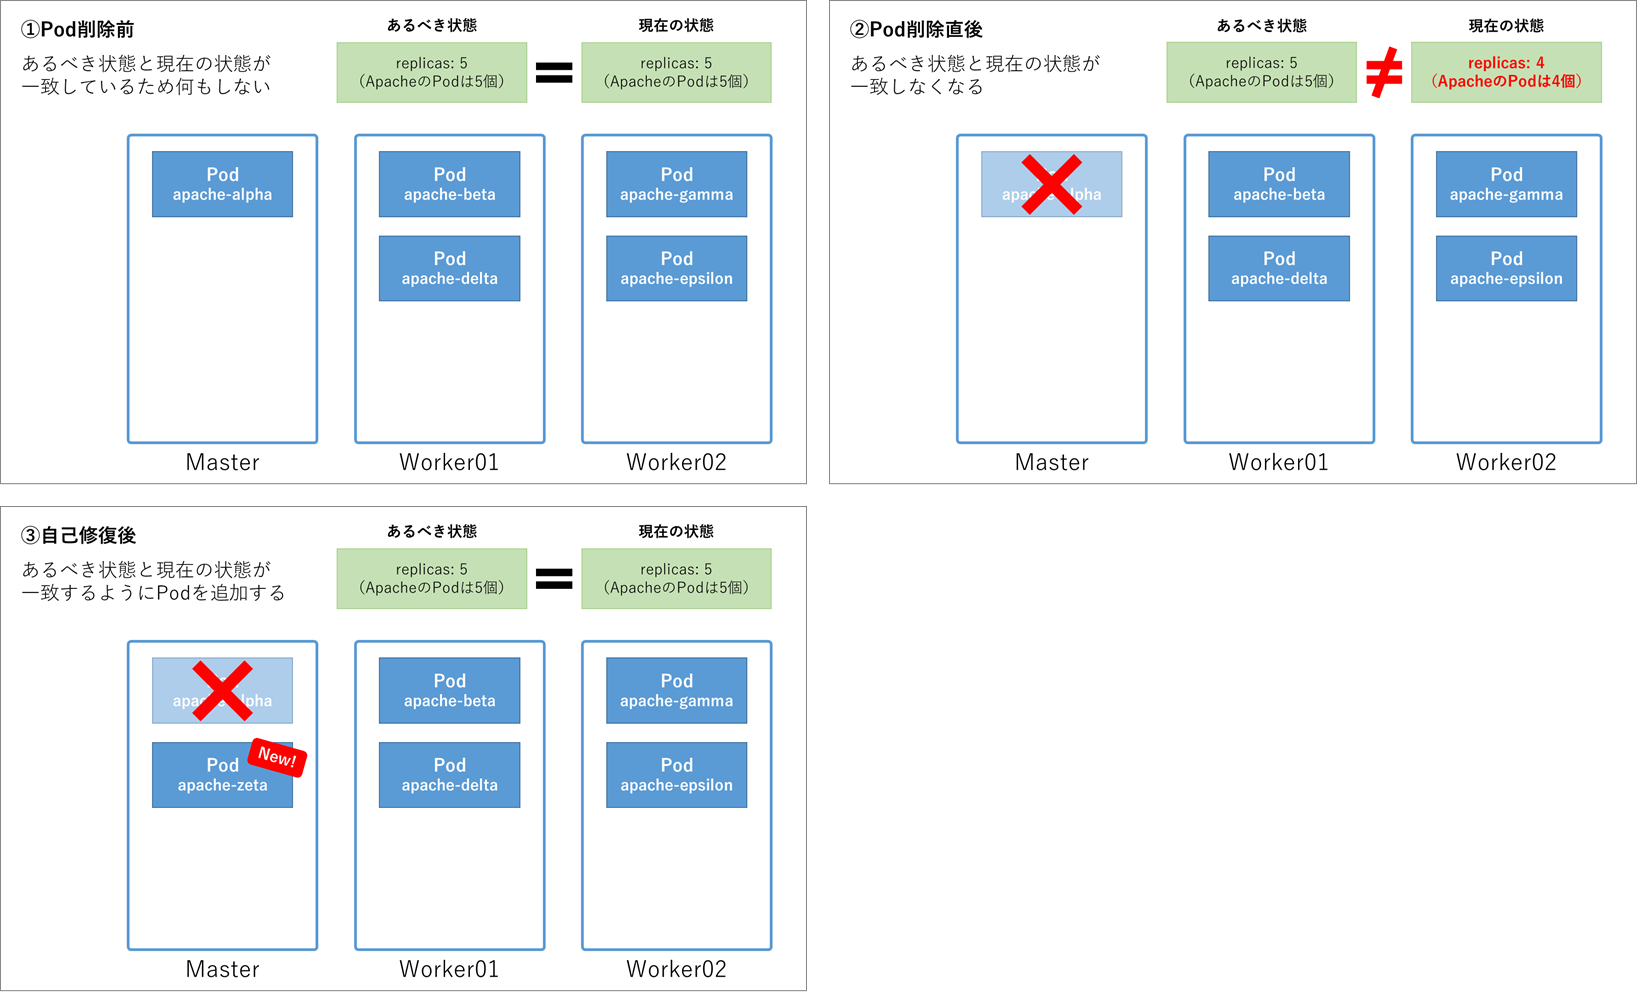 ①Pod削除前
あるべき状態と現在の状態が
一致しているため何もしない
あるべき状態
replicas: 5
（ApacheのPodは5個）
=
現在の状態
replicas: 5
（ApacheのPodは5個）
Pod
apache-alpha
Master
Pod
apache-beta
Pod
apache-delta
Worker01
Pod
apache-gamma
Pod
apache-epsilon
Worker02
②Pod削除直後
あるべき状態と現在の状態が
一致しなくなる
あるべき状態
replicas: 5
（ApacheのPodは5個）
≠
現在の状態
replicas: 4
（ApacheのPodは4個）
Master
Pod
apache-beta
Pod
apache-delta
Worker01
Pod
apache-gamma
Pod
apache-epsilon
Worker02
③自己修復後
あるべき状態と現在の状態が
一致するようにPodを追加する
あるべき状態
replicas: 5
（ApacheのPodは5個）
=
現在の状態
replicas: 5
（ApacheのPodは5個）
Pod
apache-zeta
New!
Master
Pod
apache-beta
Pod
apache-delta
Worker01
Pod
apache-gamma
Pod
apache-epsilon
Worker02